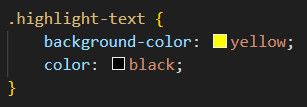 .highlight-text {
    background-color: yellow;
    color: black;
}